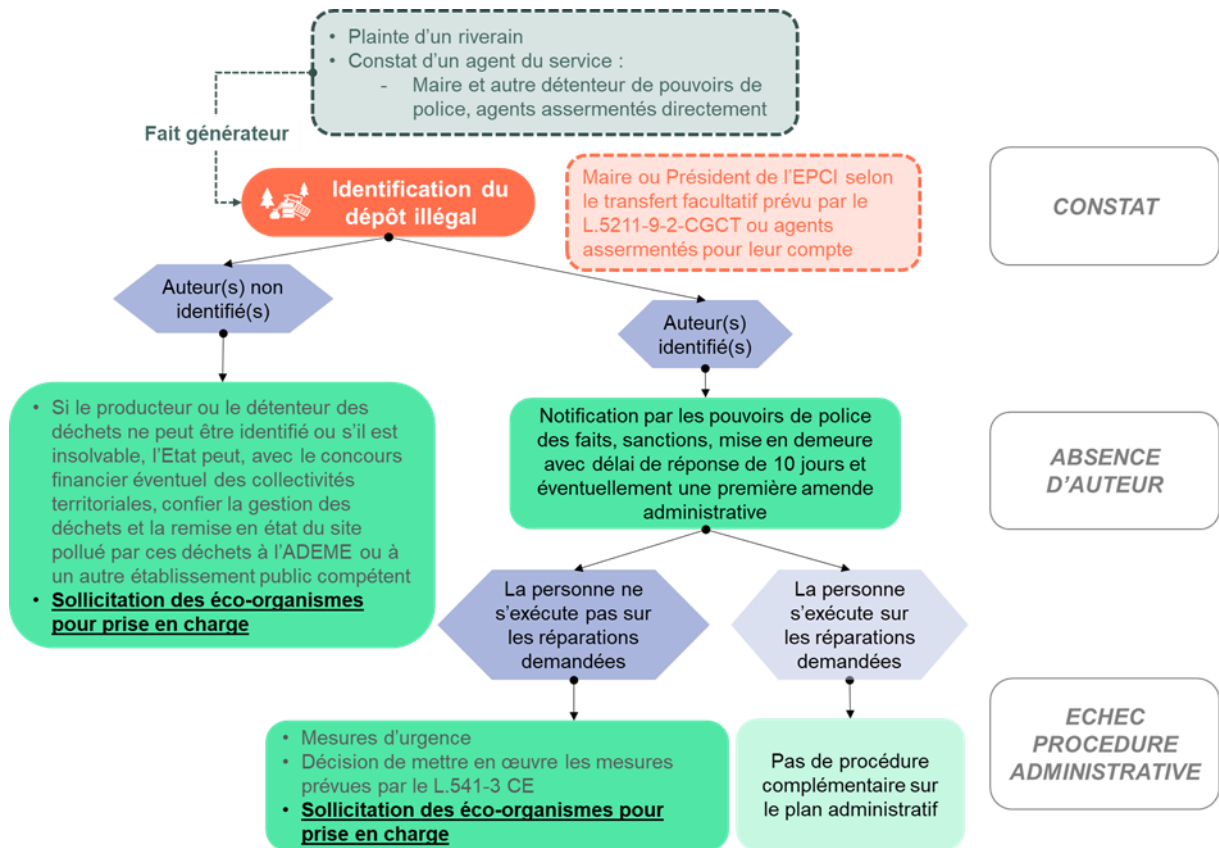 • Plainte d'un riverain
• Constat d'un agent du service :
- Maire et autre détenteur de pouvoirs de
police, agents assermentés directement
Fait générateur
Identification du
dépôt illégal
Maire ou Président de l'EPCI selon
le transfert facultatif prévu par le
L.5211-9-2-CGCT ou agents
assermentés pour leur compte
CONSTAT
Auteur(s) non
identifié(s)
Auteur(s)
identifié(s)
• Si le producteur ou le détenteur des
déchets ne peut être identifié ou s'il est
insolvable, l'Etat peut, avec le concours
financier éventuel des collectivités
territoriales, confier la gestion des
déchets et la remise en état du site
pollué par ces déchets à l'ADEME ou à
un autre établissement public compétent
• Sollicitation des éco-organismes
pour prise en charge
Notification par les pouvoirs de police
des faits, sanctions, mise en demeure
avec délai de réponse de 10 jours et
éventuellement une première amende
administrative
ABSENCE
D'AUTEUR
La personne ne
s'exécute pas sur
les réparations
demandées
La personne
s'exécute sur
les réparations
demandées
• Mesures d'urgence
• Décision de mettre en œuvre les mesures
prévues par le L.541-3 CE
• Sollicitation des éco-organismes pour
prise en charge
Pas de procédure
complémentaire sur
le plan administratif
ECHEC
PROCEDURE
ADMINISTRATIVE